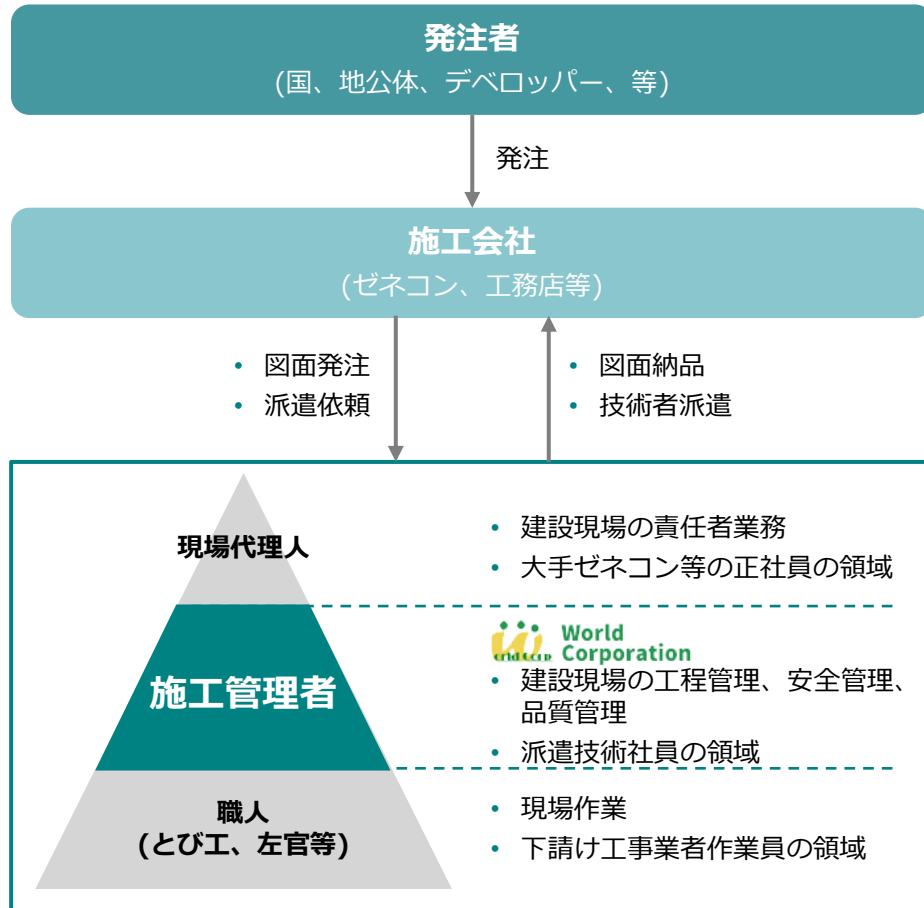 発注者
(国、地公体、デベロッパー、等)
発注
施工会社
(ゼネコン、工務店等)
• 図面発注
• 派遣依頼
• 図面納品
• 技術者派遣
現場代理人
• 建設現場の責任者業務
• 大手ゼネコン等の正社員の領域
施工管理者
World
Corporation
• 建設現場の工程管理、安全管理、
品質管理
• 派遣技術社員の領域
職人
(とび工、左官等)
• 現場作業
• 下請け工事業者作業員の領域